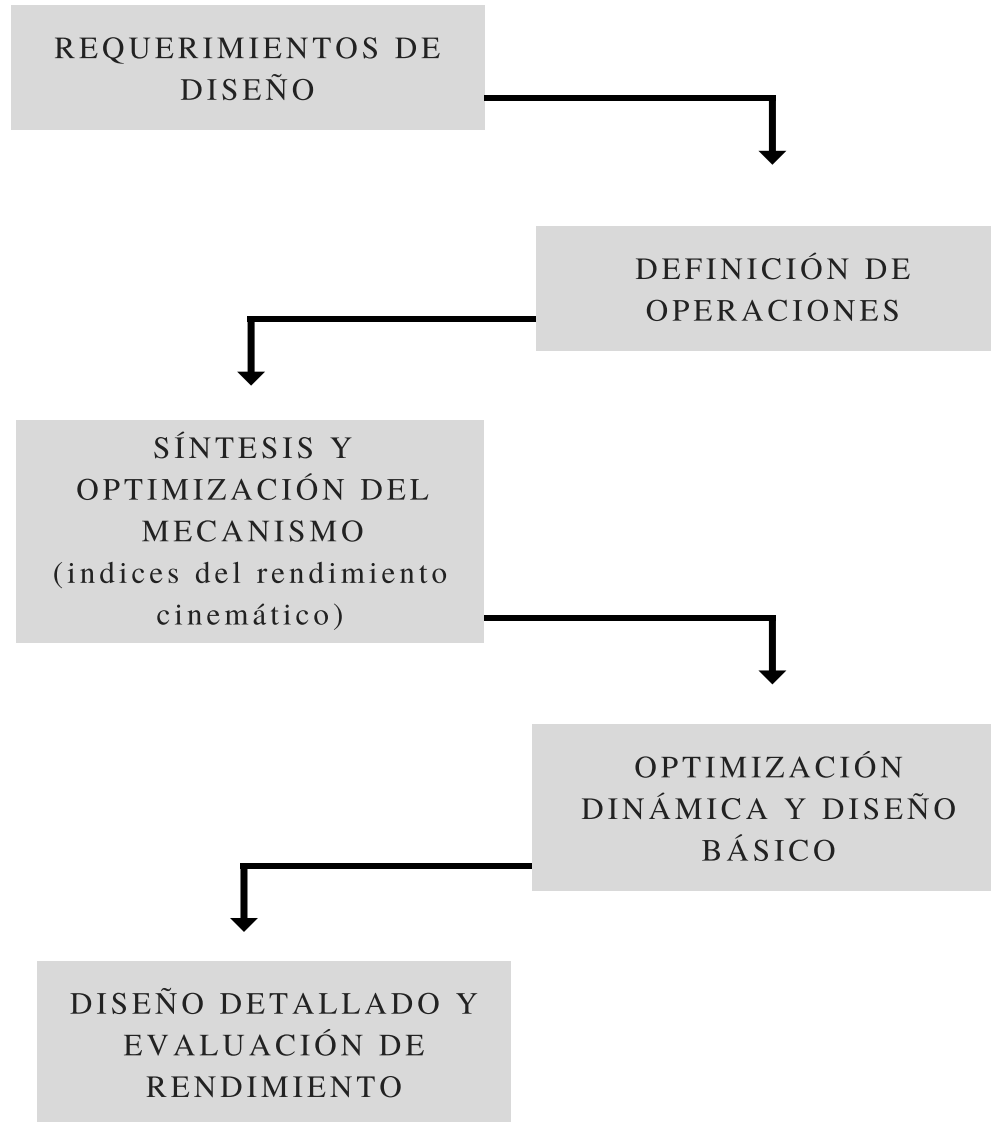 REQUERIMIENTOS DE
DISEÑO
DEFINICIÓN DE
OPERACIONES
SÍNTESIS Y
OPTIMIZACIÓN DEL
MECANISMO
(indices del rendimiento
cinemático)
OPTIMIZACIÓN
DINÁMICA Y DISEÑO
BÁSICO
DISEÑO DETALLADO Y
EVALUACIÓN DE
RENDIMIENTO